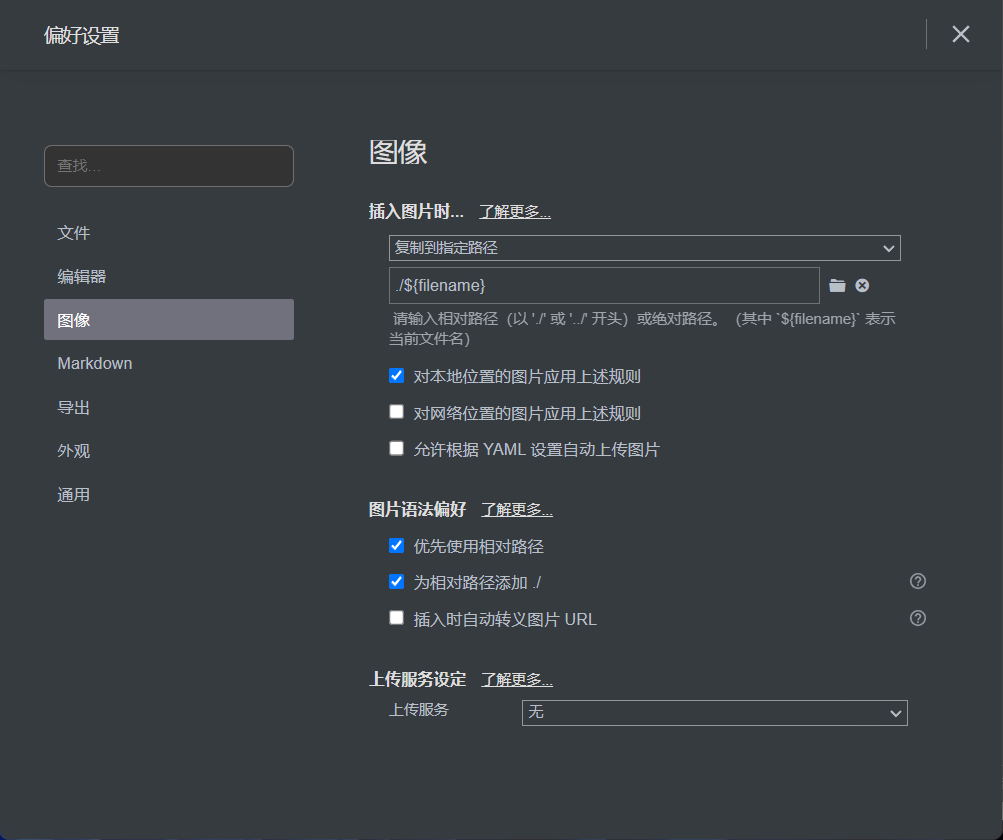 偏好设置
查找...
文件
编辑器
图像
Markdown
导出
外观
通用
图像
插入图片时... 了解更多...
复制到指定路径
./${filename}
请输入相对路径（以 './' 或 '../' 开头）或绝对路径。（其中 `${filename}` 表示
当前文件名)
对本地位置的图片应用上述规则
对网络位置的图片应用上述规则
允许根据 YAML 设置自动上传图片
图片语法偏好 了解更多...
优先使用相对路径
为相对路径添加 ./
插入时自动转义图片 URL
上传服务设定 了解更多...
上传服务 无